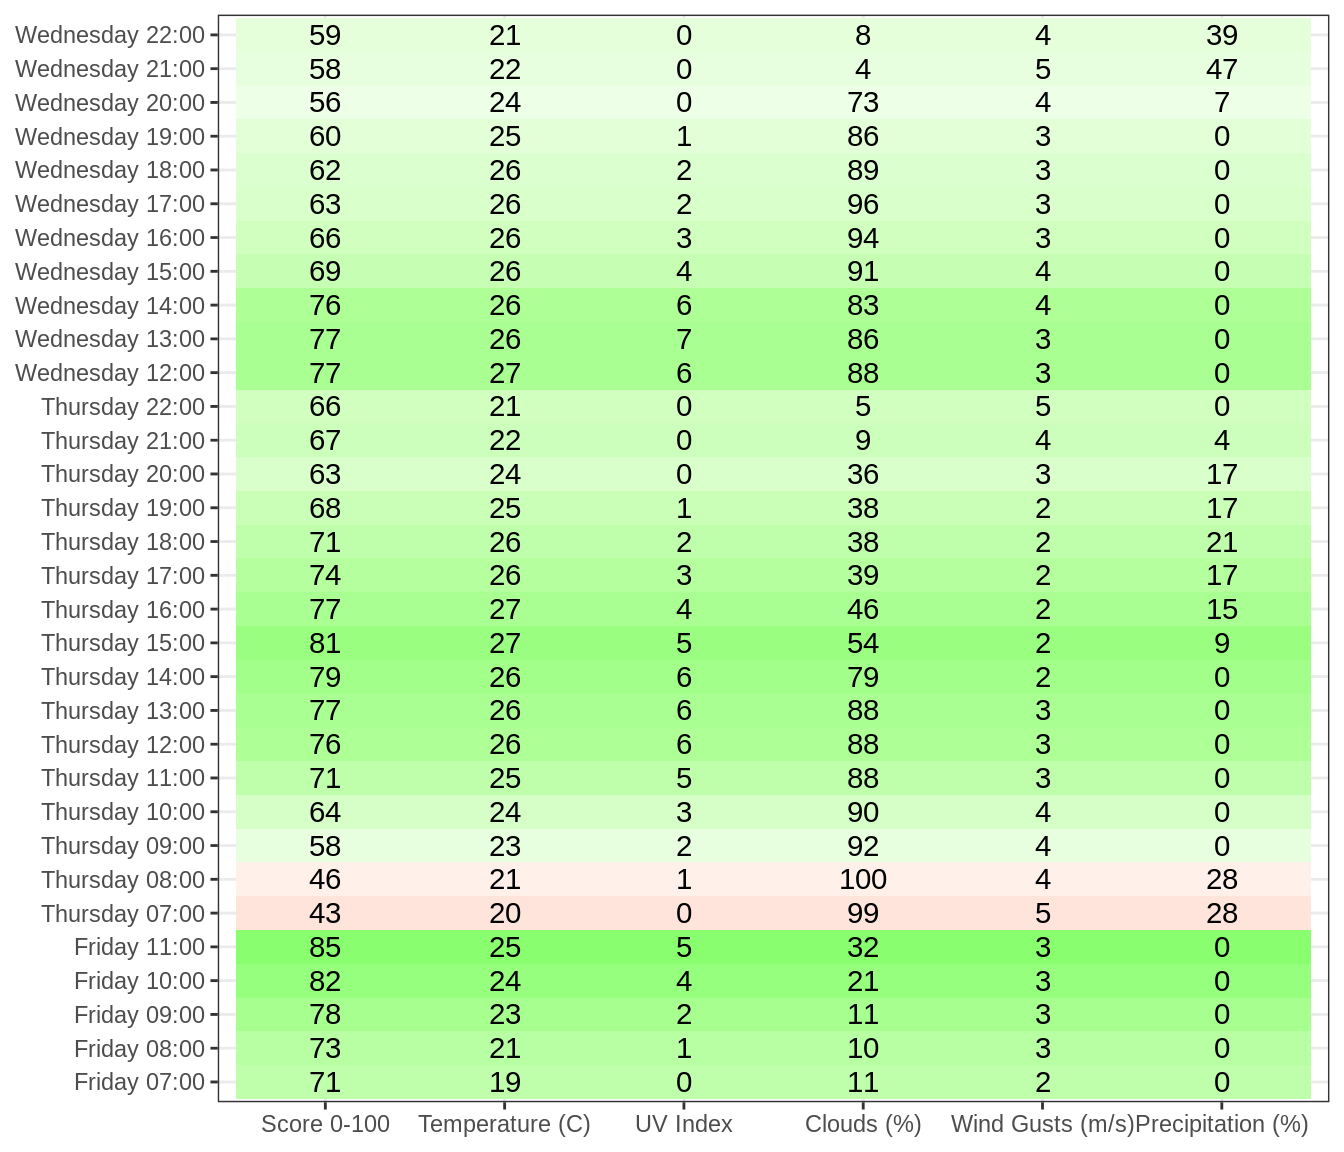 Wednesday 22:00 59 21 0 8 4 39
Wednesday 21:00 58 22 0 4 5 47
Wednesday 20:00 56 24 0 73 4 7
Wednesday 19:00 60 25 1 86 3 0
Wednesday 18:00 62 26 2 89 3 0
Wednesday 17:00 63 26 2 96 3 0
Wednesday 16:00 66 26 3 94 3 0
Wednesday 15:00 69 26 4 91 4 0
Wednesday 14:00 76 26 6 83 4 0
Wednesday 13:00 77 26 7 86 3 0
Wednesday 12:00 77 27 6 88 3 0
Thursday 22:00 66 21 0 5 5 0
Thursday 21:00 67 22 0 9 4 4
Thursday 20:00 63 24 0 36 3 17
Thursday 19:00 68 25 1 38 2 17
Thursday 18:00 71 26 2 38 2 21
Thursday 17:00 74 26 3 39 2 17
Thursday 16:00 77 27 4 46 2 15
Thursday 15:00 81 27 5 54 2 9
Thursday 14:00 79 26 6 79 2 0
Thursday 13:00 77 26 6 88 3 0
Thursday 12:00 76 26 6 88 3 0
Thursday 11:00 71 25 5 88 3 0
Thursday 10:00 64 24 3 90 4 0
Thursday 09:00 58 23 2 92 4 0
Thursday 08:00 46 21 1 100 4 28
Thursday 07:00 43 20 0 99 5 28
Friday 11:00 85 25 5 32 3 0
Friday 10:00 82 24 4 21 3 0
Friday 09:00 78 23 2 11 3 0
Friday 08:00 73 21 1 10 3 0
Friday 07:00 71 19 0 11 2 0
Score 0-100 Temperature (C) UV Index Clouds (%) Wind Gusts (m/s) Precipitation (%)